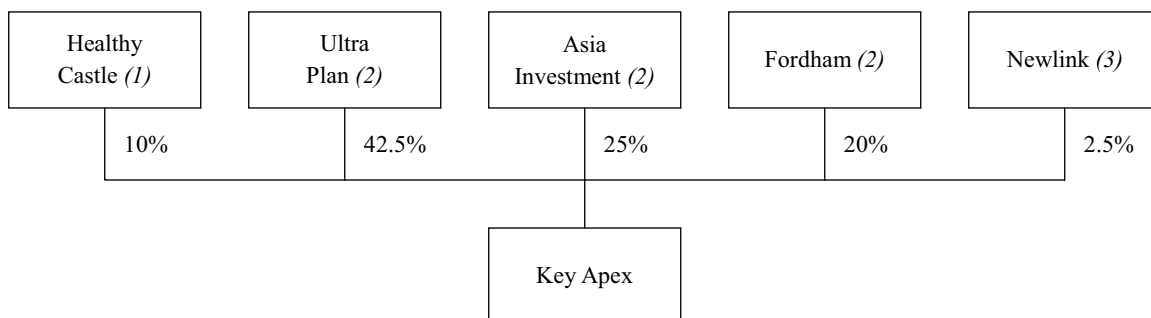 Healthy
Castle (1)
Ultra
Plan (2)
Asia
Investment (2)
Fordham (2)
Newlink (3)
10%
42.5%
25%
20%
2.5%
Key Apex